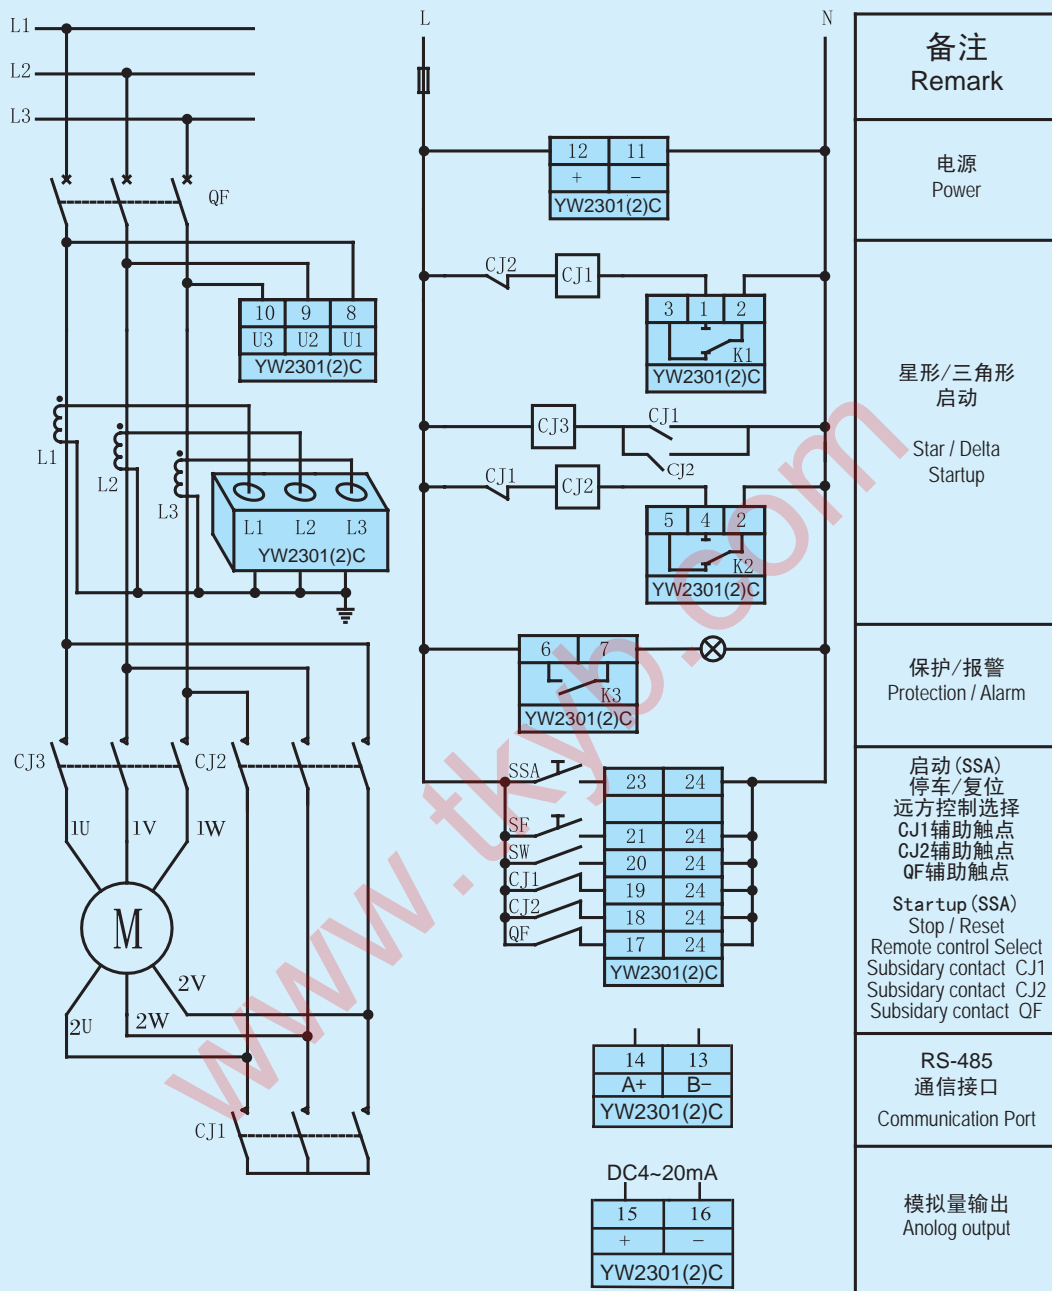 L1
L2
L3
QF
10 9 8
U3 U2 U1
YW2301(2)C
L1
L2
L3
L1 L2 L3
YW2301(2)C
CJ3
CJ2
1U 1V 1W
M
2V
2U 2W
CJ1
L N
12 11
+ −
YW2301(2)C
CJ2 CJ1
3 1 2
K1
YW2301(2)C
CJ3 CJ1
CJ2
CJ1 CJ2
5 4 2
K2
YW2301(2)C
6 7
K3
YW2301(2)C
SSA 23 24
SF 21 24
SW 20 24
CJ1 19 24
CJ2 18 24
QF 17 24
YW2301(2)C
14 13
A+ B−
YW2301(2)C
DC4~20mA
15 16
+ −
YW2301(2)C
备注
Remark
电源
Power
星形/三角形
启动
Star / Delta
Startup
保护/报警
Protection / Alarm
启动(SSA)
停车/复位
远方控制选择
CJ1辅助触点
CJ2辅助触点
QF辅助触点
Startup(SSA)
Stop / Reset
Remote control Select
Subsidary contact CJ1
Subsidary contact CJ2
Subsidary contact QF
RS-485
通信接口
Communication Port
模拟量输出
Anolog output
www.tkyb.com